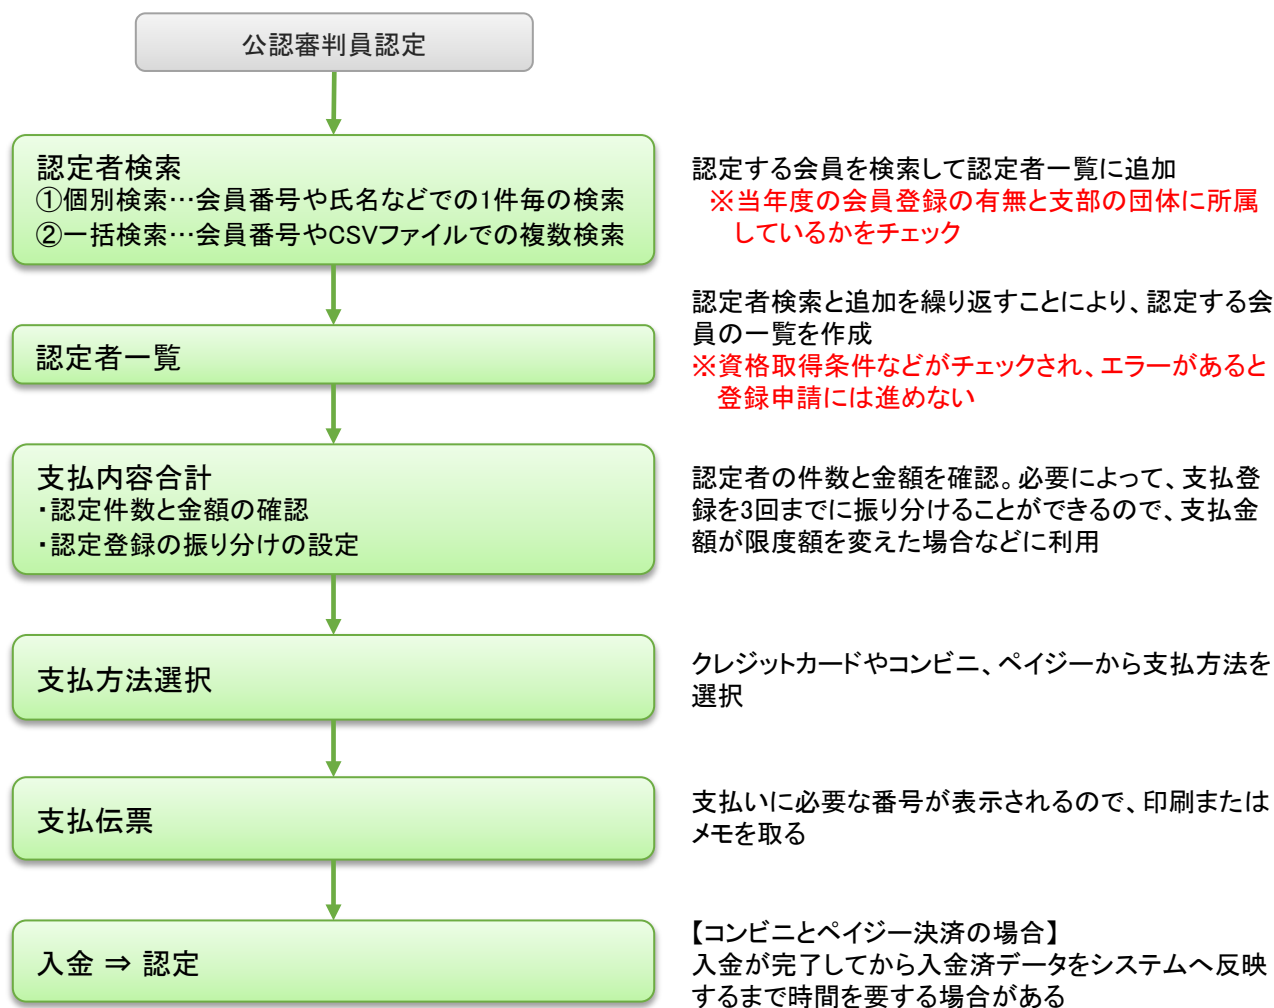 公認審判員認定
認定者検索
①個別検索…会員番号や氏名などでの1件毎の検索
②一括検索…会員番号やCSVファイルでの複数検索
認定する会員を検索して認定者一覧に追加
※当年度の会員登録の有無と支部の団体に所属
しているかをチェック
認定者一覧
認定者検索と追加を繰り返すことにより、認定する会
員の一覧を作成
※資格取得条件などがチェックされ、エラーがあると
登録申請には進めない
支払内容合計
・認定件数と金額の確認
・認定登録の振り分けの設定
認定者の件数と金額を確認。必要によって、支払登
録を3回までに振り分けることができるので、支払金
額が限度額を変えた場合などに利用
支払方法選択
クレジットカードやコンビニ、ペイジーから支払方法を
選択
支払伝票
支払いに必要な番号が表示されるので、印刷または
メモを取る
入金 ⇒ 認定
【コンビニとペイジー決済の場合】
入金が完了してから入金済データをシステムへ反映
するまで時間を要する場合がある